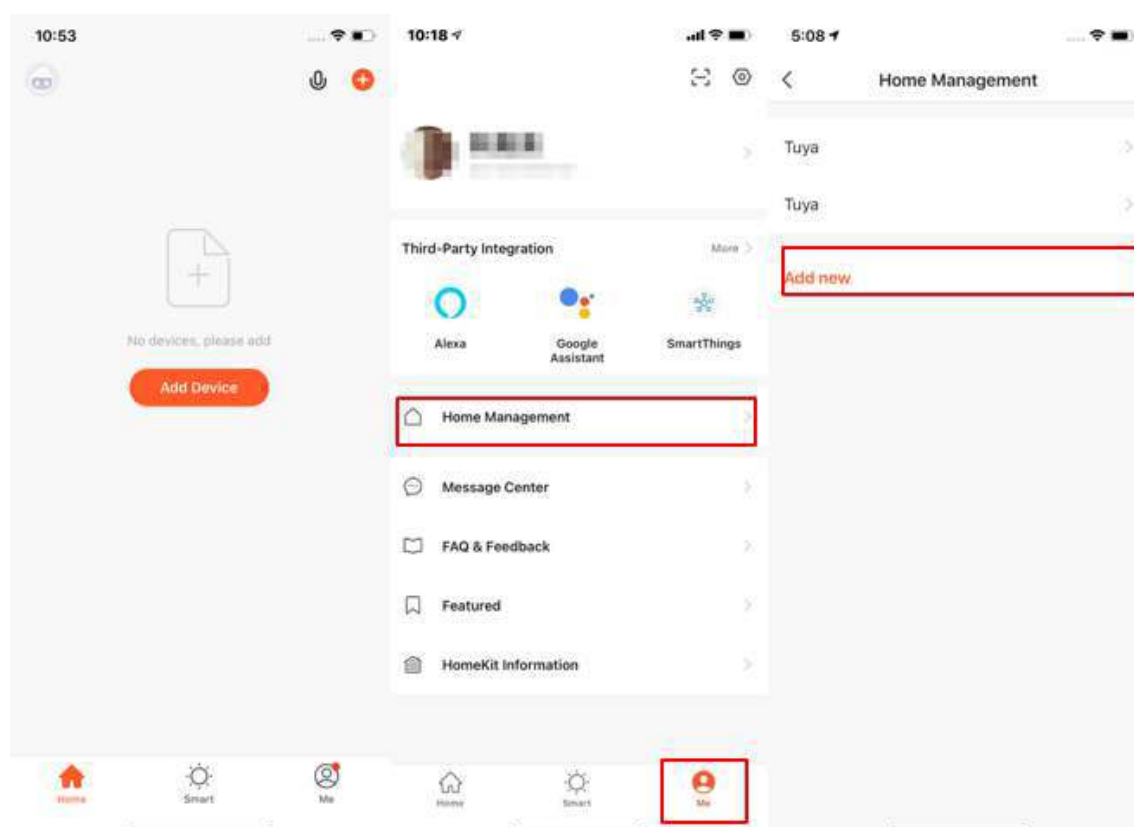 10:53
No devices, please add
Add Device
Home
Smart
Me
10:18
Third-Party Integration
More
Alexa
Google
Assistant
SmartThings
Home Management
Message Center
FAQ & Feedback
Featured
HomeKit Information
Home
Smart
Me
5:08
Home Management
Tuya
Tuya
Add new